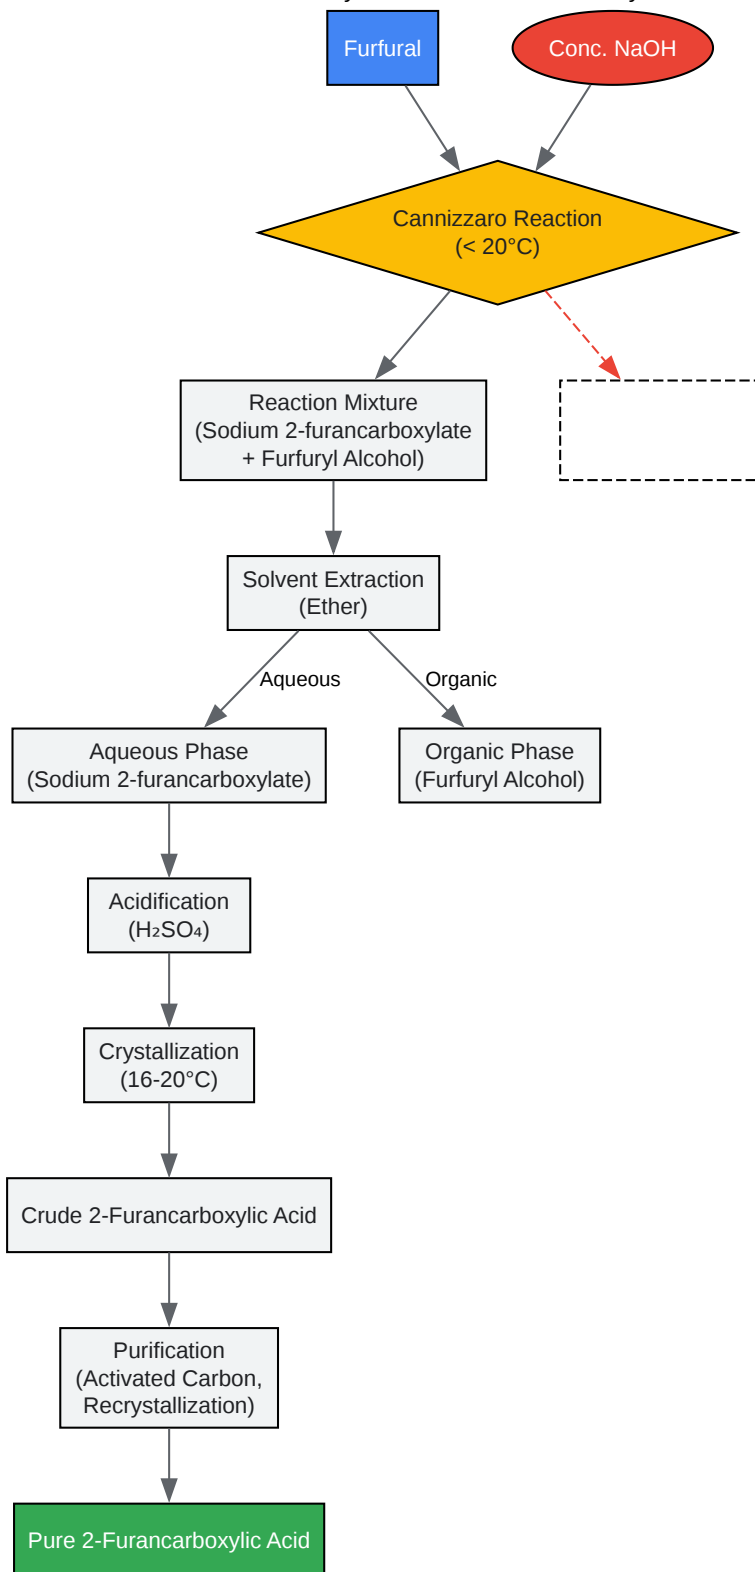 Furfural
Conc. NaOH
Cannizzaro Reaction
(< 20°C)
Reaction Mixture
(Sodium 2-furancarboxylate
+ Furfuryl Alcohol)
Solvent Extraction
(Ether)
Aqueous
Organic
Aqueous Phase
(Sodium 2-furancarboxylate)
Organic Phase
(Furfuryl Alcohol)
Acidification
(H₂SO₄)
Crystallization
(16-20°C)
Crude 2-Furancarboxylic Acid
Purification
(Activated Carbon,
Recrystallization)
Pure 2-Furancarboxylic Acid